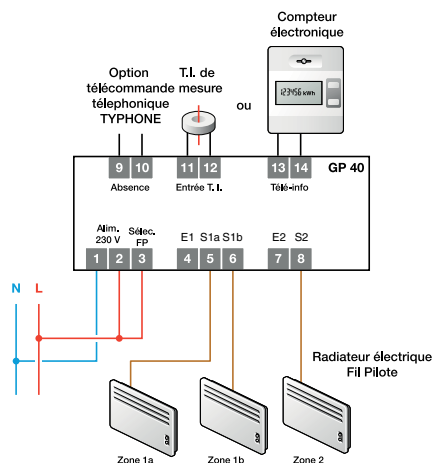 Compteur
électronique
Option
télécommande
télephonique
TYPHONE
T.I. de
mesure
ou
123456 kWh
9 10 11 12 13 14 GP 40
Absence Entrée T. I. Télé-info
Alim.
230 V
Sélec.
FP
E1 S1a S1b E2 S2
1 2 3 4 5 6 7 8
N L
Radiateur électrique
Fil Pilote
Zone 1a Zone 1b Zone 2